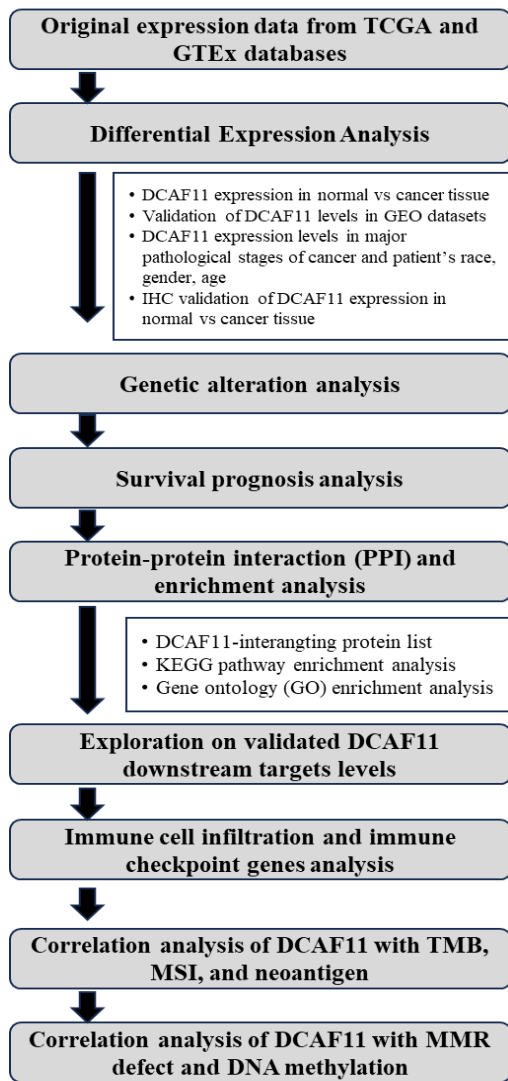 Original expression data from TCGA and
GTEx databases
Differential Expression Analysis
• DCAF11 expression in normal vs cancer tissue
• Validation of DCAF11 levels in GEO datasets
• DCAF11 expression levels in major
pathological stages of cancer and patient's race,
gender, age
• IHC validation of DCAF11 expression in
normal vs cancer tissue
Genetic alteration analysis
Survival prognosis analysis
Protein-protein interaction (PPI) and
enrichment analysis
• DCAF11-interangting protein list
• KEGG pathway enrichment analysis
• Gene ontology (GO) enrichment analysis
Exploration on validated DCAF11
downstream targets levels
Immune cell infiltration and immune
checkpoint genes analysis
Correlation analysis of DCAF11 with TMB,
MSI, and neoantigen
Correlation analysis of DCAF11 with MMR
defect and DNA methylation